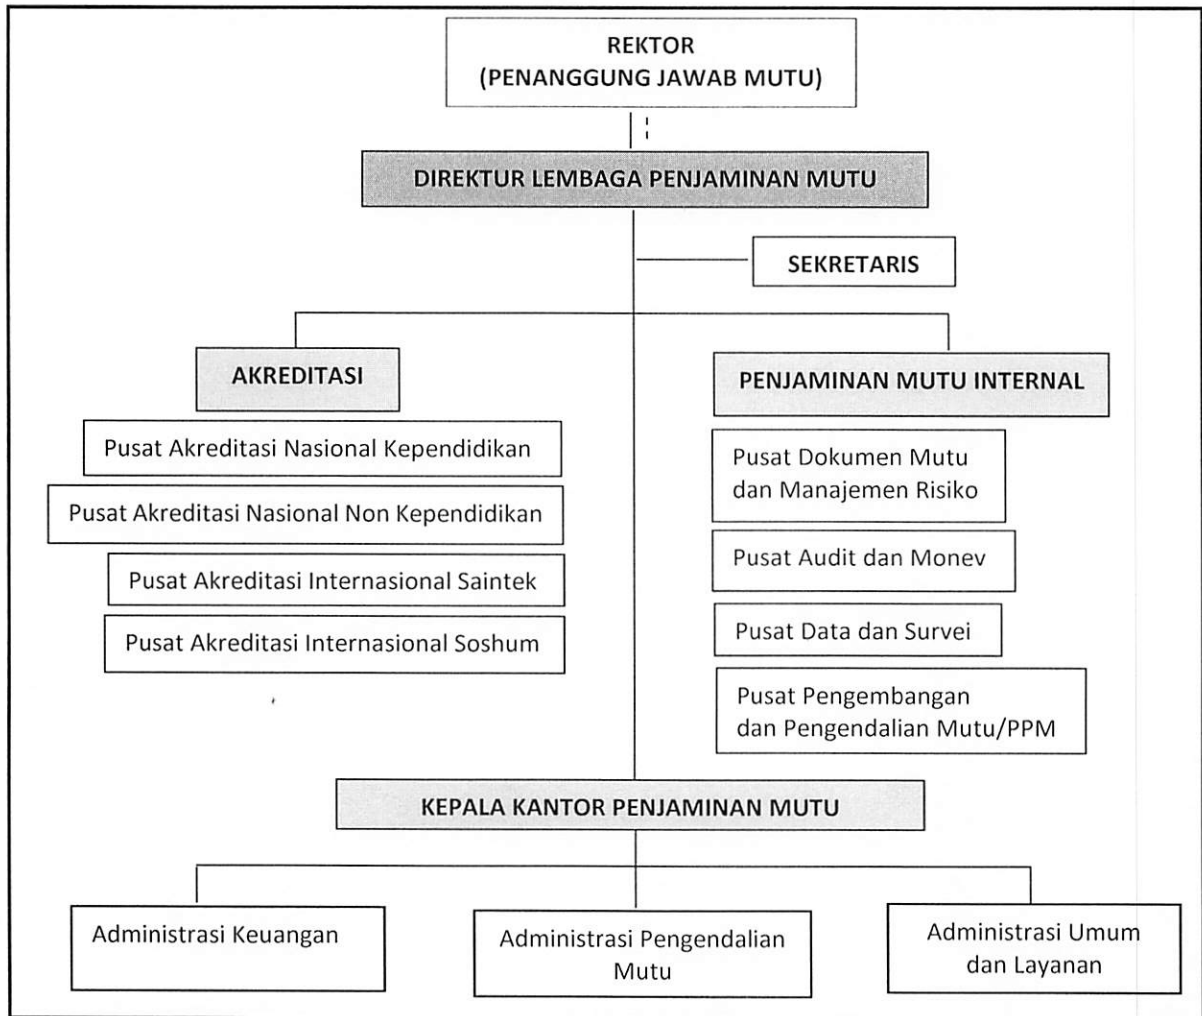 REKTOR
(PENANGGUNG JAWAB MUTU)
DIREKTUR LEMBAGA PENJAMINAN MUTU
SEKRETARIS
AKREDITASI
Pusat Akreditasi Nasional Kependidikan
Pusat Akreditasi Nasional Non Kependidikan
Pusat Akreditasi Internasional Saintek
Pusat Akreditasi Internasional Soshum
PENJAMINAN MUTU INTERNAL
Pusat Dokumen Mutu
dan Manajemen Risiko
Pusat Audit dan Monev
Pusat Data dan Survei
Pusat Pengembangan
dan Pengendalian Mutu/PPM
KEPALA KANTOR PENJAMINAN MUTU
Administrasi Keuangan
Administrasi Pengendalian
Mutu
Administrasi Umum
dan Layanan